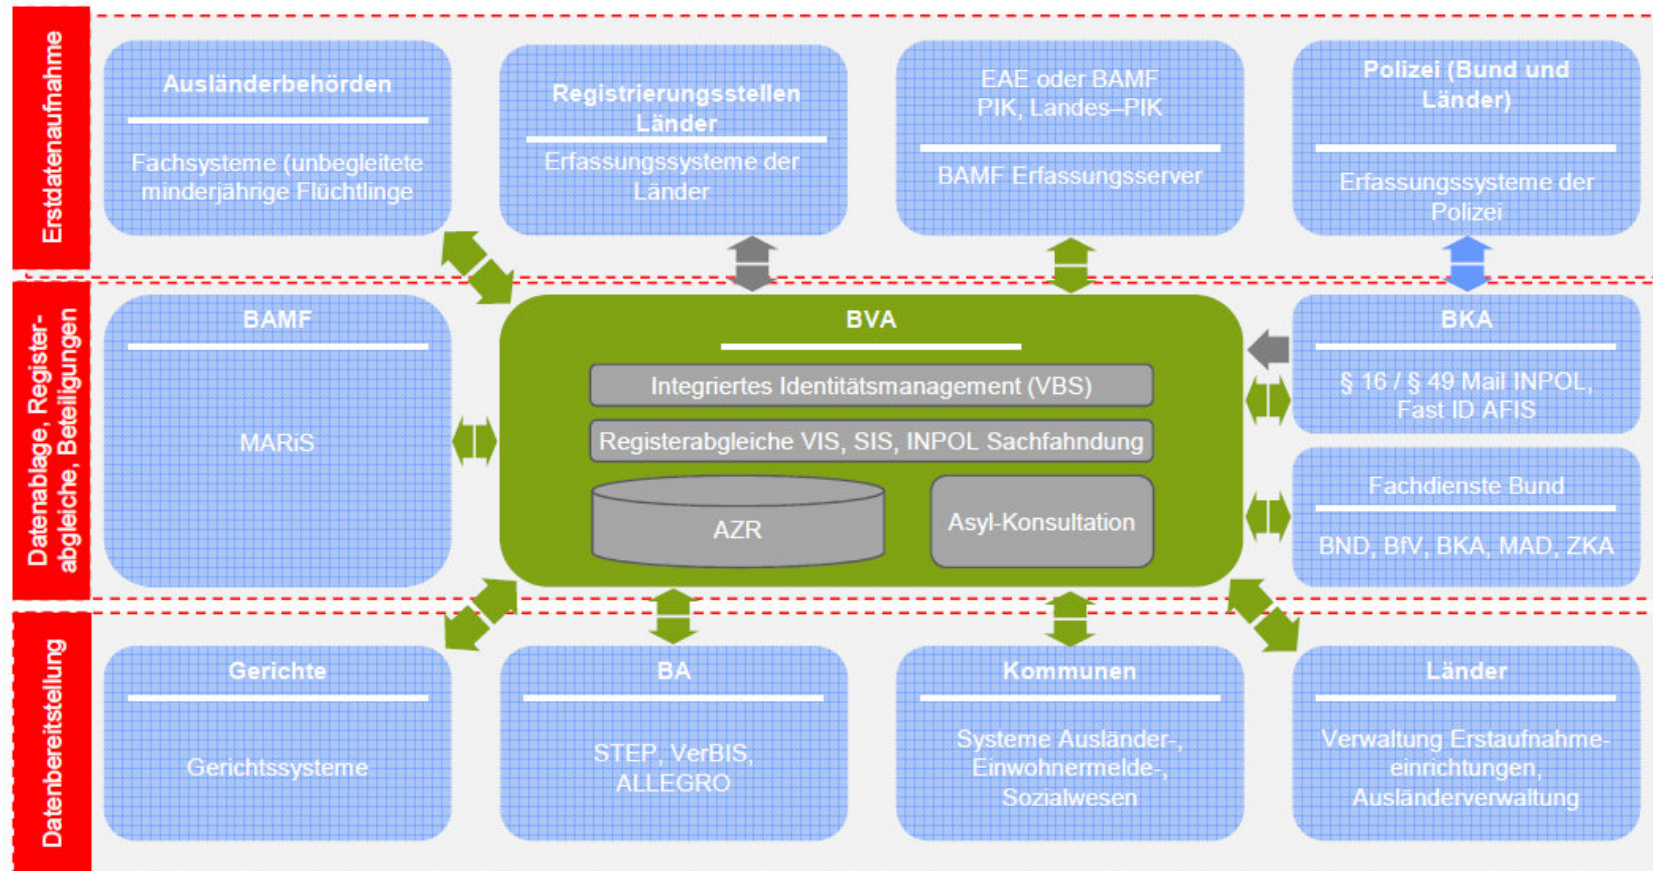 Erstdatenaufnahme
Ausländerbehörden
Fachsysteme (unbegleitete
minderjährige Flüchtlinge
Registrierungsstellen
Länder
Erfassungssysteme der
Länder
EAE oder BAMF
PIK, Landes–PIK
BAMF Erfassungsserver
Polizei (Bund und
Länder)
Erfassungssysteme der
Polizei
Datenablage, Register-
abgleiche, Beteiligungen
BAMF
MARiS
BVA
Integriertes Identitätsmanagement (VBS)
Registerabgleiche VIS, SIS, INPOL Sachfahndung
AZR
Asyl-Konsultation
BKA
§ 16 / § 49 Mail INPOL,
Fast ID AFIS
Fachdienste Bund
BND, BfV, BKA, MAD, ZKA
Datenbereitstellung
Gerichte
Gerichtssysteme
BA
STEP, VerBIS,
ALLEGRO
Kommunen
Systeme Ausländer-,
Einwohnermelde-,
Sozialwesen
Länder
Verwaltung Erstaufnahme-
einrichtungen,
Ausländerverwaltung